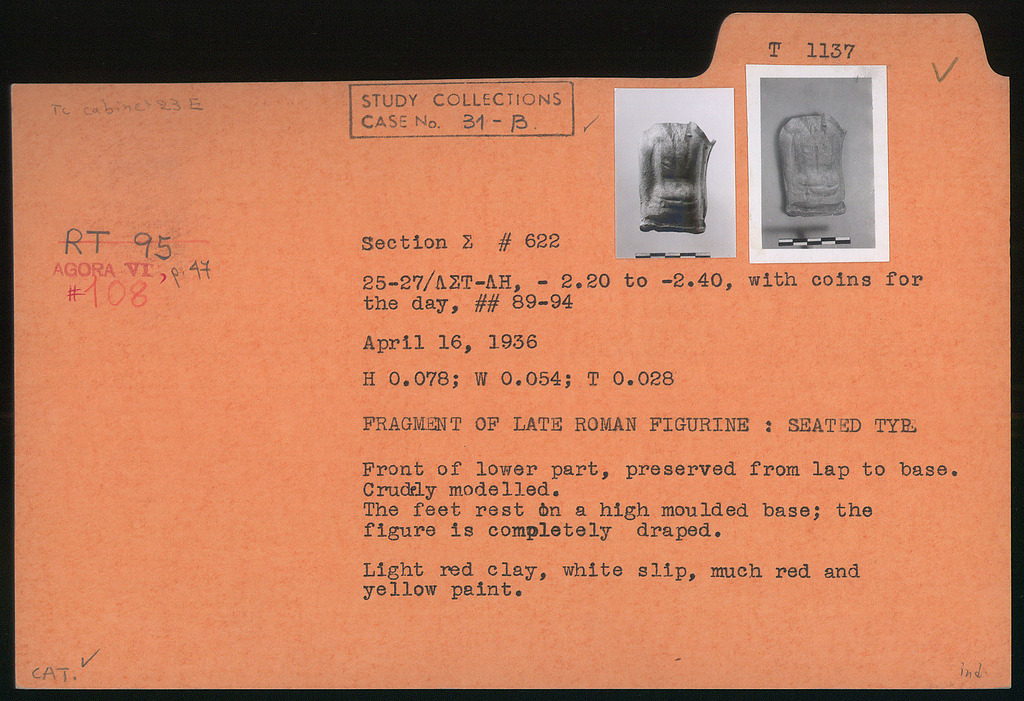 T 1137
Tc cabinet 23 E
STUDY COLLECTIONS
CASE No. 31-B.
RT 95
AGORA VI, p. 47
#108
Section Σ # 622
25-27/ΛΣΤ-ΛΗ, - 2.20 to -2.40, with coins for
the day, ## 89-94
April 16, 1936
H 0.078; W 0.054; T 0.028
FRAGMENT OF LATE ROMAN FIGURINE : SEATED TYPE
Front of lower part, preserved from lap to base.
Crudely modelled.
The feet rest on a high moulded base; the
figure is completely draped.
Light red clay, white slip, much red and
yellow paint.
CAT.
ind